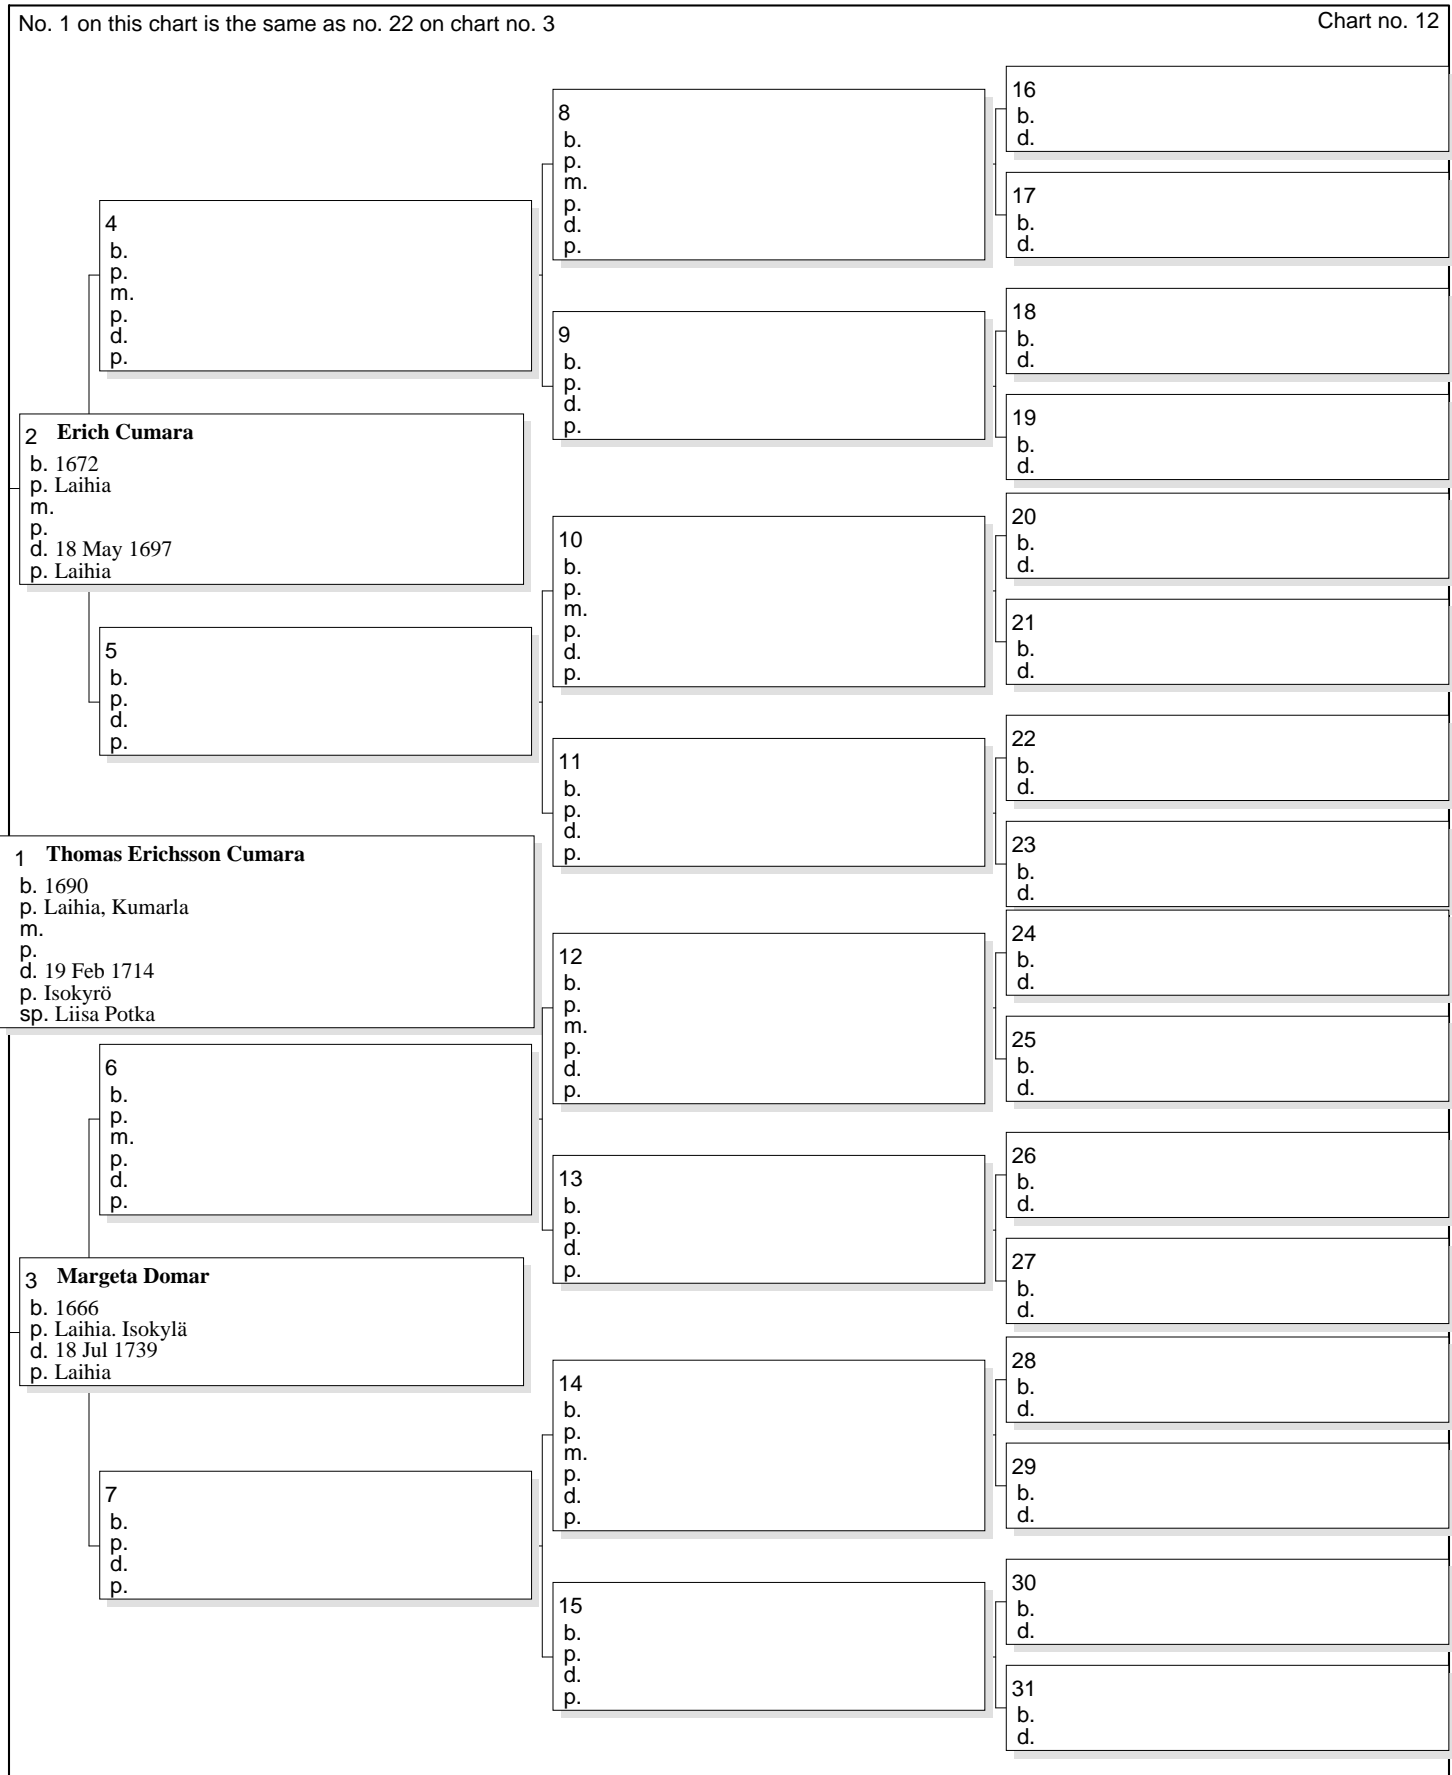 No. 1 on this chart is the same as no. 22 on chart no. 3
Chart no. 12
1 Thomas Erichsson Cumara
b. 1690
p. Laihia, Kumarla
m.
p.
d. 19 Feb 1714
p. Isokyrö
sp. Liisa Potka
2 Erich Cumara
b. 1672
p. Laihia
m.
p.
d. 18 May 1697
p. Laihia
3 Margeta Domar
b. 1666
p. Laihia. Isokylä
d. 18 Jul 1739
p. Laihia
4
b.
p.
m.
p.
d.
p.
5
b.
p.
d.
p.
6
b.
p.
m.
p.
d.
p.
7
b.
p.
d.
p.
8
b.
p.
m.
p.
d.
p.
9
b.
p.
d.
p.
10
b.
p.
m.
p.
d.
p.
11
b.
p.
d.
p.
12
b.
p.
m.
p.
d.
p.
13
b.
p.
d.
p.
14
b.
p.
m.
p.
d.
p.
15
b.
p.
d.
p.
16
b.
d.
17
b.
d.
18
b.
d.
19
b.
d.
20
b.
d.
21
b.
d.
22
b.
d.
23
b.
d.
24
b.
d.
25
b.
d.
26
b.
d.
27
b.
d.
28
b.
d.
29
b.
d.
30
b.
d.
31
b.
d.